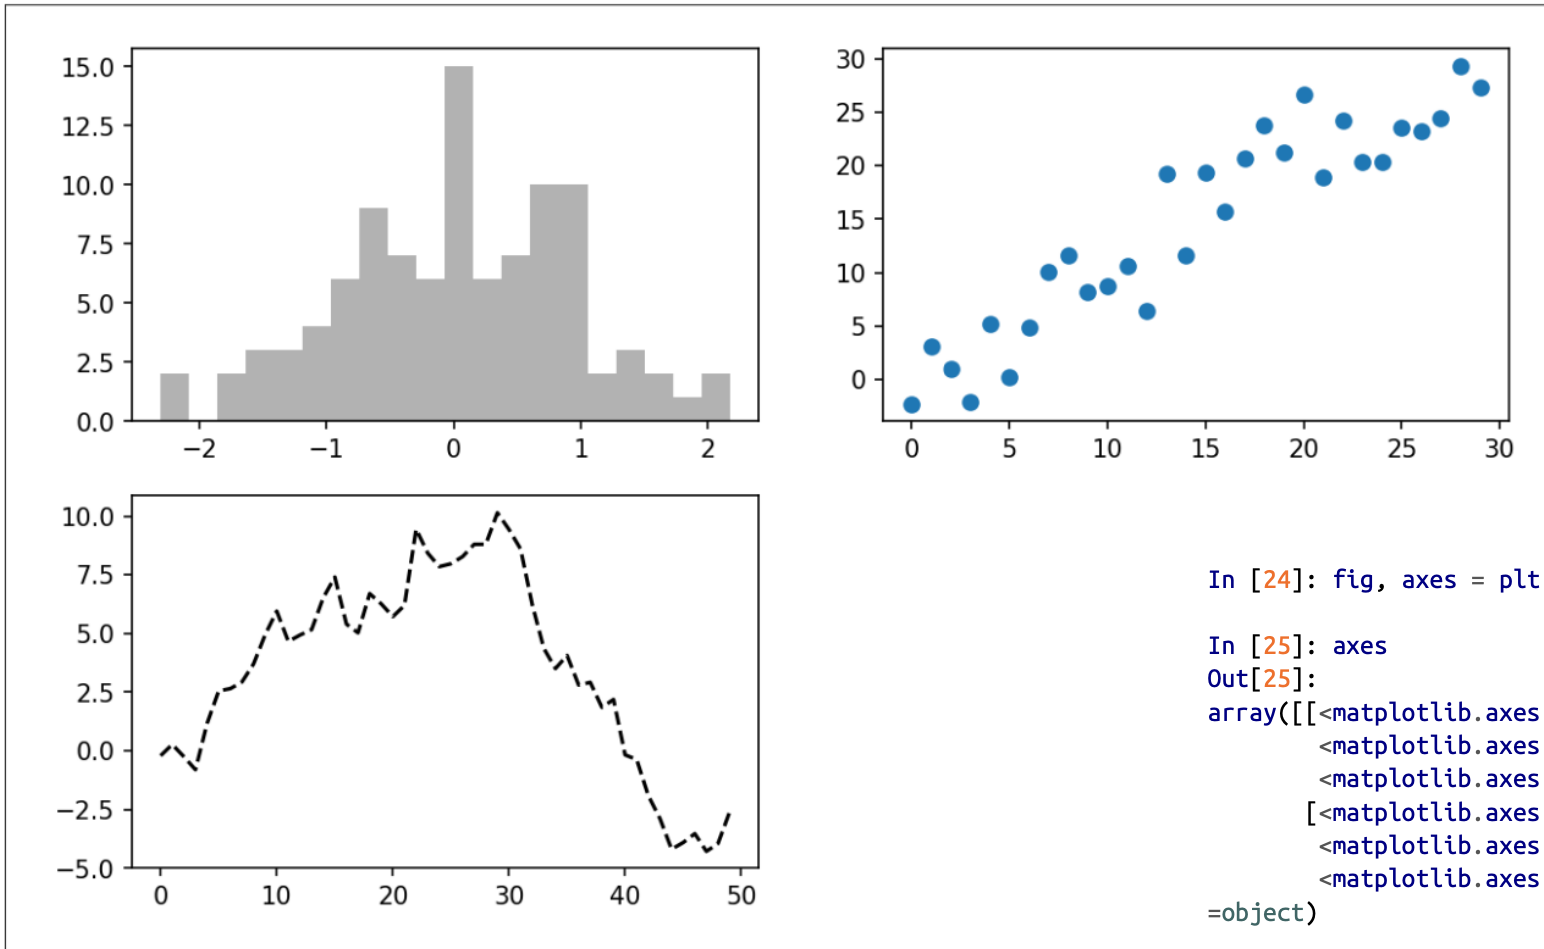 15.0
12.5
10.0
7.5
5.0
2.5
0.0
−2 −1 0 1 2
30
25
20
15
10
5
0
0 5 10 15 20 25 30
10.0
7.5
5.0
2.5
0.0
−2.5
−5.0
0 10 20 30 40 50
In [24]: fig, axes = plt
In [25]: axes
Out[25]:
array([[<matplotlib.axes
<matplotlib.axes
<matplotlib.axes
[<matplotlib.axes
<matplotlib.axes
<matplotlib.axes
=object)